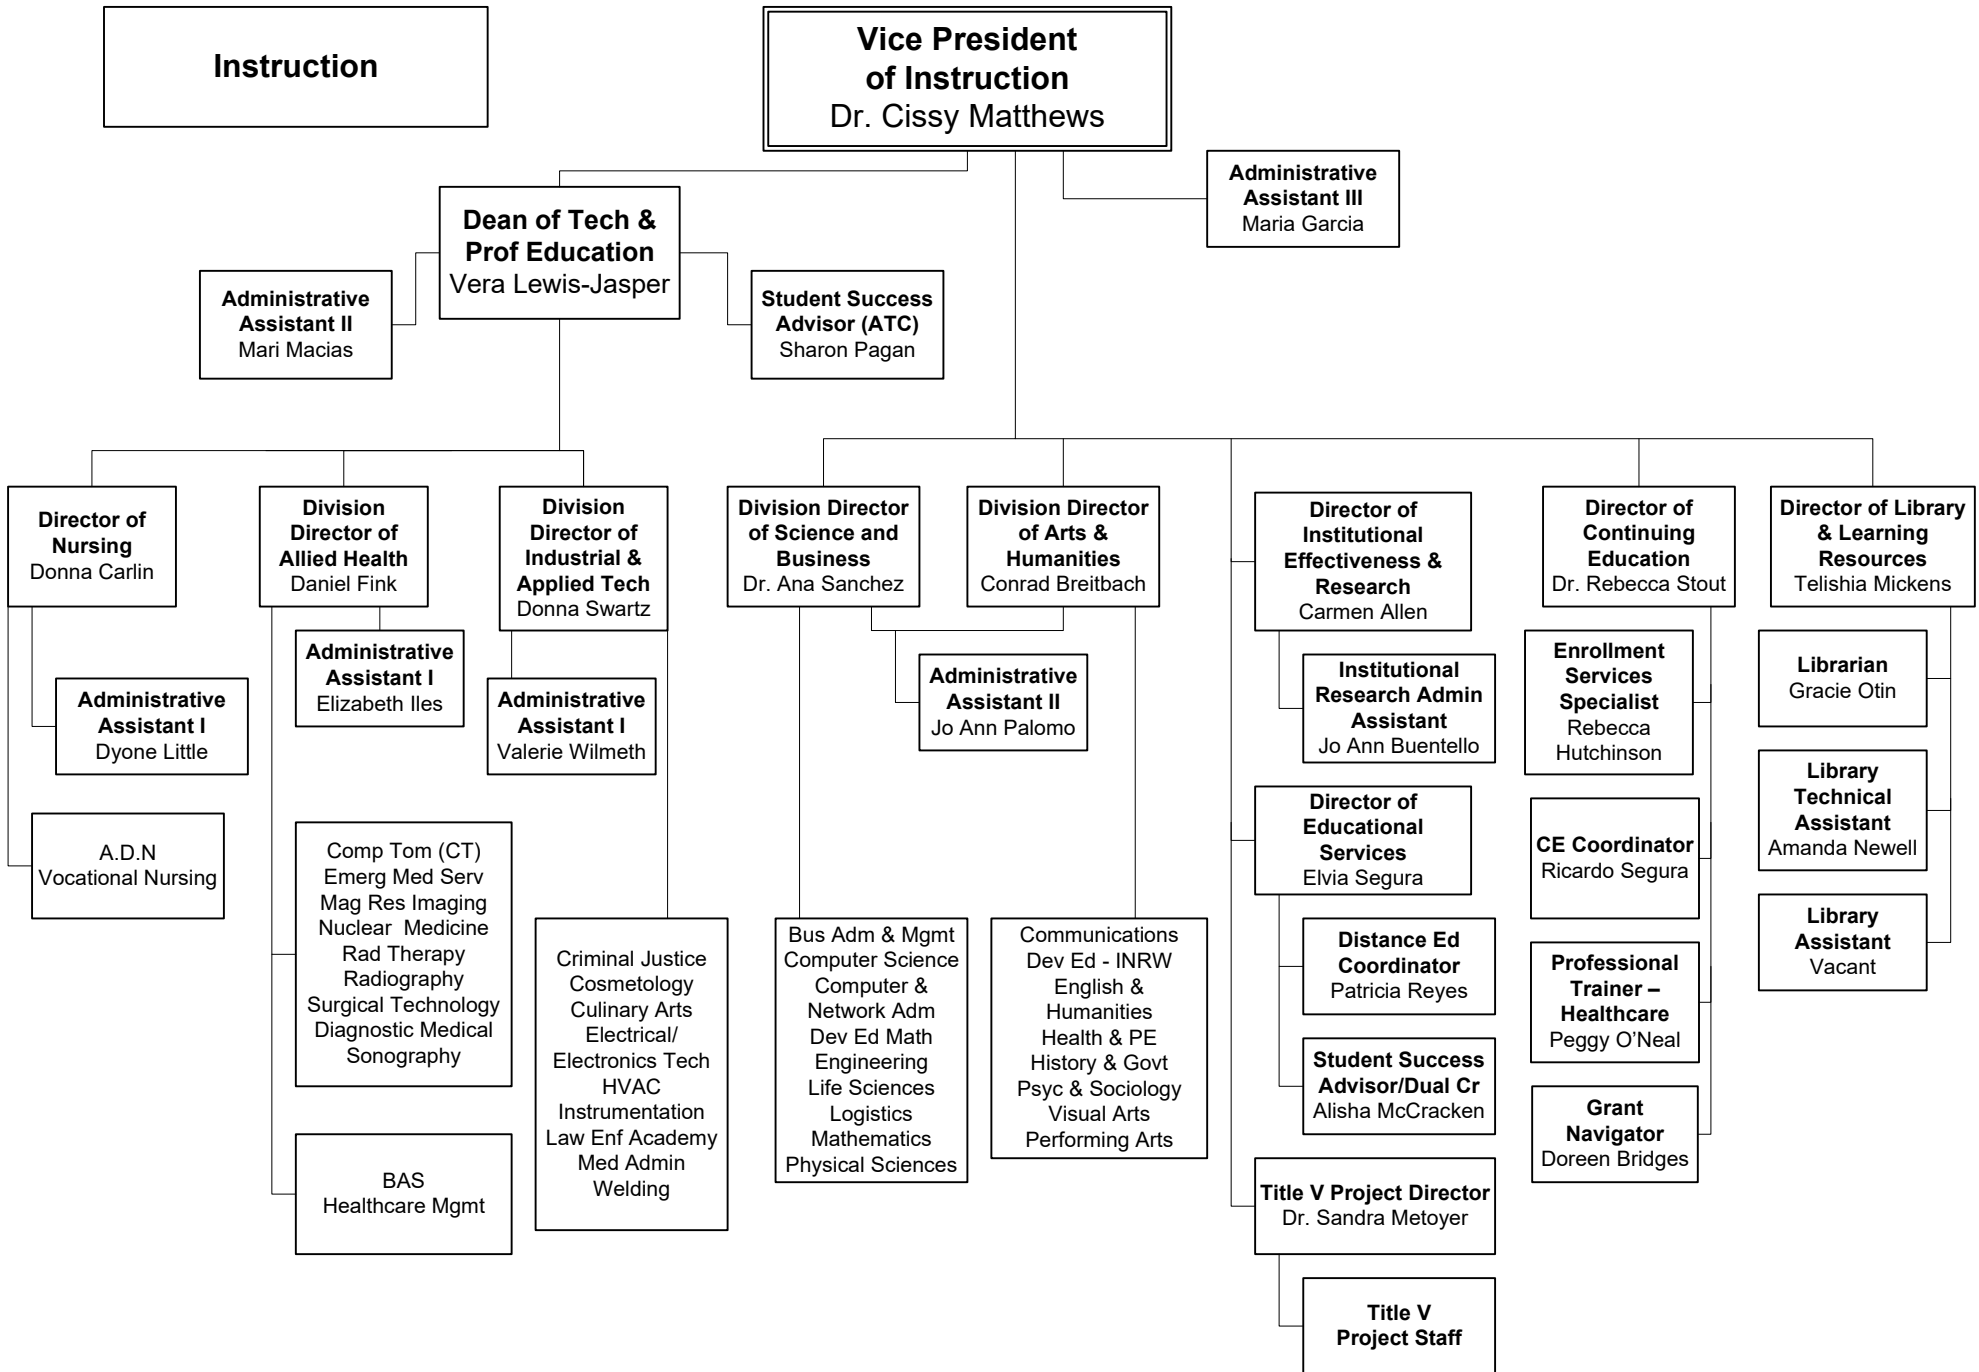 Instruction
Vice President
of Instruction
Dr. Cissy Matthews
Administrative
Assistant III
Maria Garcia
Dean of Tech &
Prof Education
Vera Lewis-Jasper
Administrative
Assistant II
Mari Macias
Student Success
Advisor (ATC)
Sharon Pagan
Director of
Nursing
Donna Carlin
Administrative
Assistant I
Dyone Little
A.D.N
Vocational Nursing
Division
Director of
Allied Health
Daniel Fink
Administrative
Assistant I
Elizabeth Iles
Comp Tom (CT)
Emerg Med Serv
Mag Res Imaging
Nuclear Medicine
Rad Therapy
Radiography
Surgical Technology
Diagnostic Medical
Sonography
BAS
Healthcare Mgmt
Division
Director of
Industrial &
Applied Tech
Donna Swartz
Administrative
Assistant I
Valerie Wilmeth
Criminal Justice
Cosmetology
Culinary Arts
Electrical/
Electronics Tech
HVAC
Instrumentation
Law Enf Academy
Med Admin
Welding
Division Director
of Science and
Business
Dr. Ana Sanchez
Division Director
of Arts &
Humanities
Conrad Breitbach
Administrative
Assistant II
Jo Ann Palomo
Bus Adm & Mgmt
Computer Science
Computer &
Network Adm
Dev Ed Math
Engineering
Life Sciences
Logistics
Mathematics
Physical Sciences
Communications
Dev Ed - INRW
English &
Humanities
Health & PE
History & Govt
Psyc & Sociology
Visual Arts
Performing Arts
Director of
Institutional
Effectiveness &
Research
Carmen Allen
Institutional
Research Admin
Assistant
Jo Ann Buentello
Director of
Educational
Services
Elvia Segura
Distance Ed
Coordinator
Patricia Reyes
Student Success
Advisor/Dual Cr
Alisha McCracken
Title V Project Director
Dr. Sandra Metoyer
Title V
Project Staff
Director of
Continuing
Education
Dr. Rebecca Stout
Enrollment
Services
Specialist
Rebecca
Hutchinson
CE Coordinator
Ricardo Segura
Professional
Trainer –
Healthcare
Peggy O’Neal
Grant
Navigator
Doreen Bridges
Director of Library
& Learning
Resources
Telishia Mickens
Librarian
Gracie Otin
Library
Technical
Assistant
Amanda Newell
Library
Assistant
Vacant